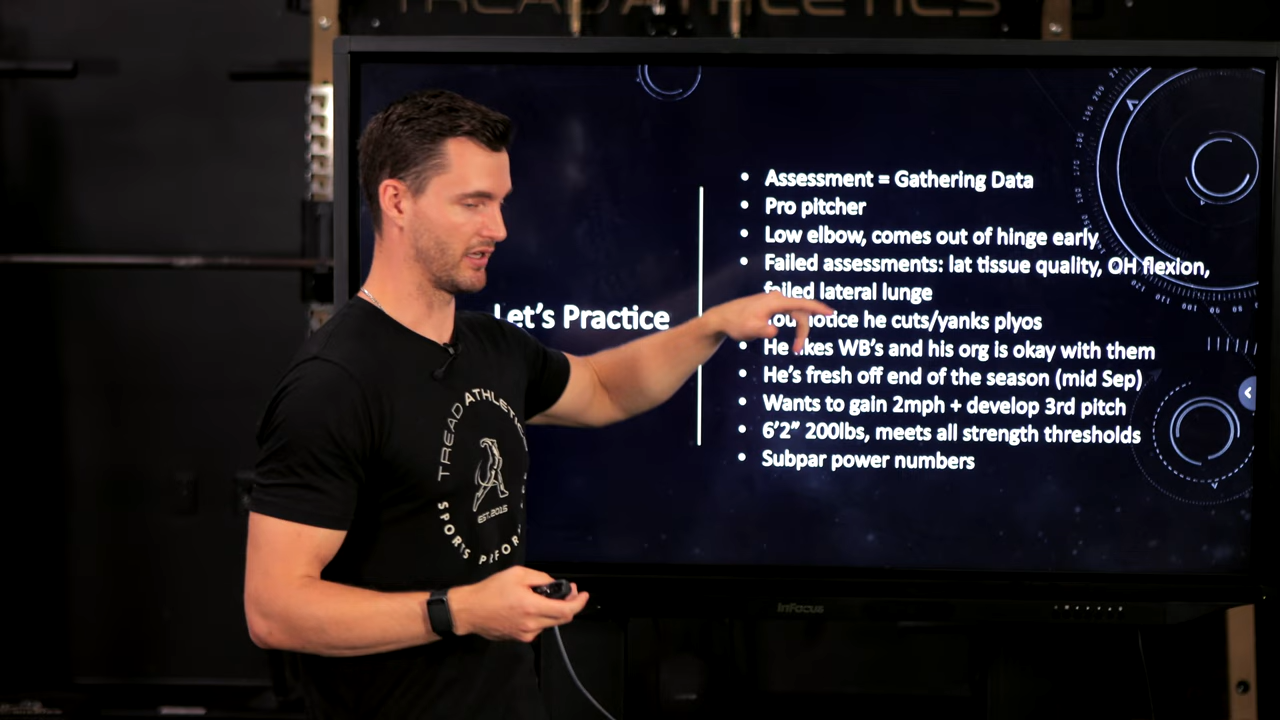 TREAD ATHLETICS
Let's Practice
• Assessment = Gathering Data
• Pro pitcher
• Low elbow, comes out of hinge early
• Failed assessments: lat tissue quality, OH flexion,
failed lateral lunge
You notice he cuts/yanks plyos
• He likes WB's and his org is okay with them
• He's fresh off end of the season (mid Sep)
• Wants to gain 2mph + develop 3rd pitch
• 6'2" 200lbs, meets all strength thresholds
• Subpar power numbers
TREAD ATHLETICS
EST. 2015
SPORTS
InFocus